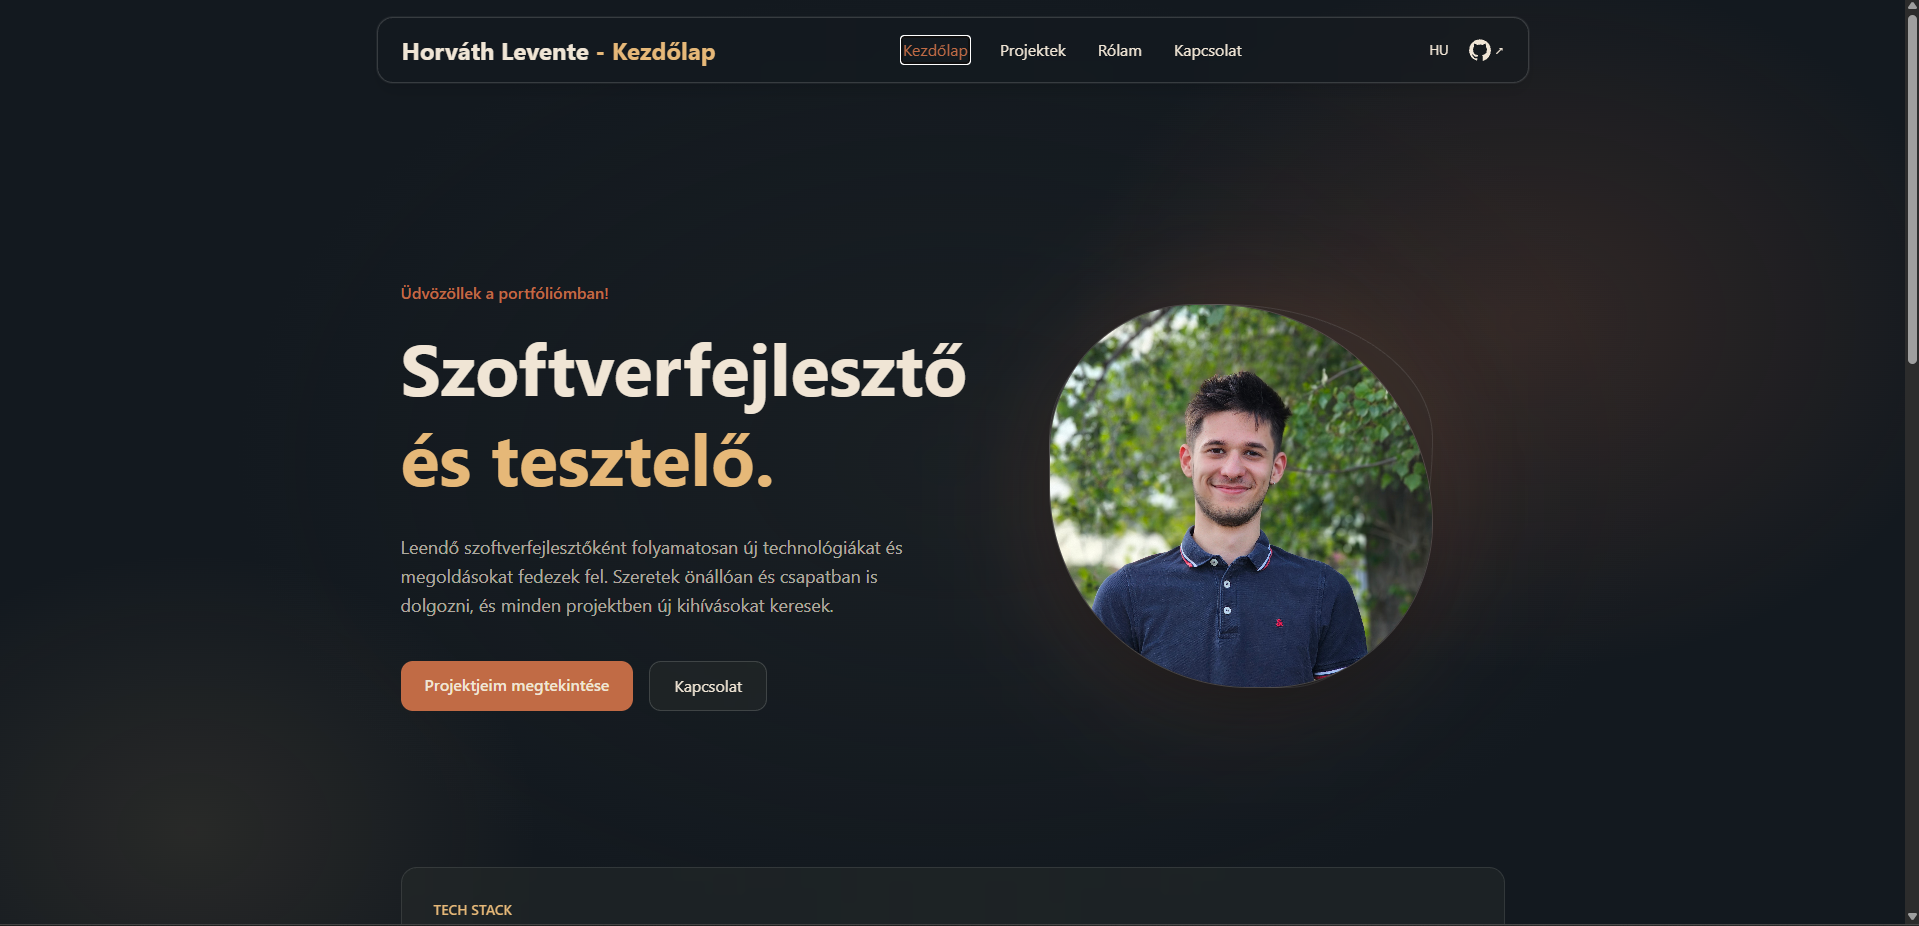 Horváth Levente - Kezdőlap
Kezdőlap
Projektek
Rólam
Kapcsolat
HU
Üdvözöllek a portfóliómban!
Szoftverfejlesztő
és tesztelő.
Leendő szoftverfejlesztőként folyamatosan új technológiákat és
megoldásokat fedezek fel. Szeretek önállóan és csapatban is
dolgozni, és minden projektben új kihívásokat keresek.
Projektjeim megtekintése
Kapcsolat
TECH STACK